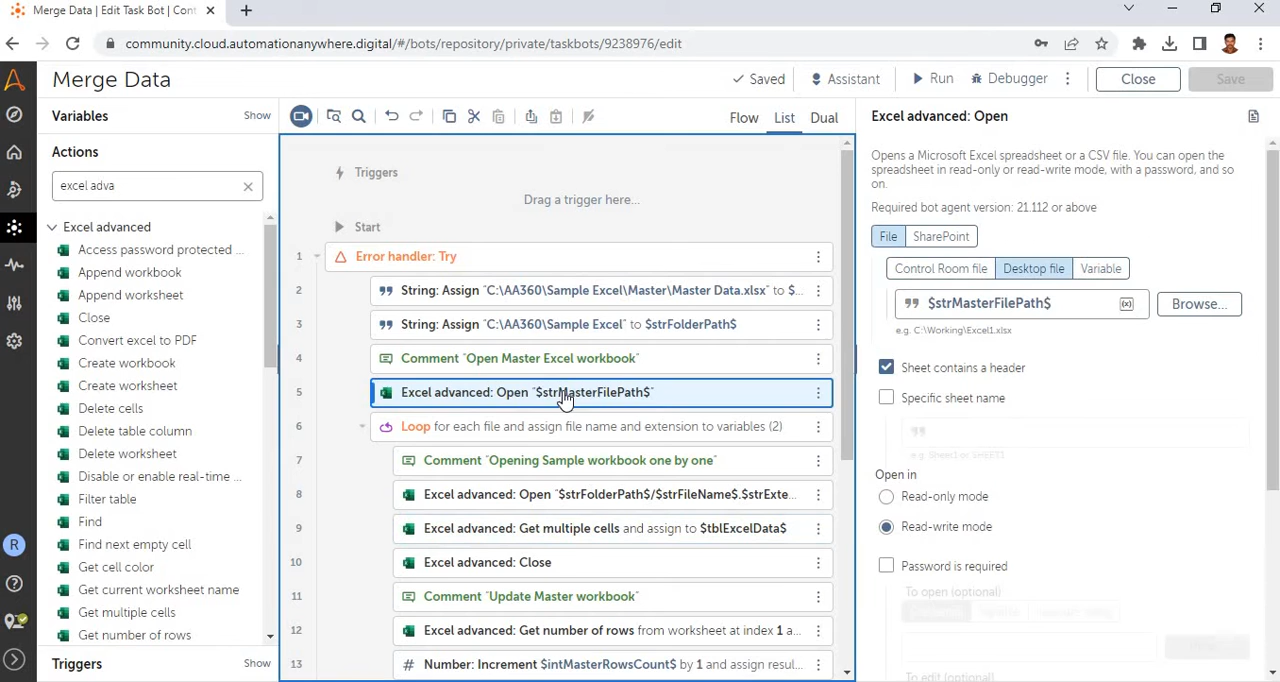 Merge Data | Edit Task Bot | Con
community.cloud.automationanywhere.digital/#/bots/repository/private/taskbots/9238976/edit
Merge Data
Saved
Assistant
Run
Debugger
Close
Save
Variables
Show
Flow
List
Dual
Actions
excel adva
Excel advanced
Access password protected ...
Append workbook
Append worksheet
Close
Convert excel to PDF
Create workbook
Create worksheet
Delete cells
Delete table column
Delete worksheet
Disable or enable real-time ...
Filter table
Find
Find next empty cell
Get cell color
Get current worksheet name
Get multiple cells
Get number of rows
Triggers
Show
R
Triggers
Drag a trigger here...
Start
1 Error handler: Try
2 String: Assign "C:\AA360\Sample Excel\Master\Master Data.xlsx" to $...
3 String: Assign "C:\AA360\Sample Excel" to $strFolderPath$
4 Comment "Open Master Excel workbook"
5 Excel advanced: Open "$strMasterFilePath$"
6 Loop for each file and assign file name and extension to variables (2)
7 Comment "Opening Sample workbook one by one"
8 Excel advanced: Open "$strFolderPath$/$strFileName$.$strExte...
9 Excel advanced: Get multiple cells and assign to $tblExcelData$
10 Excel advanced: Close
11 Comment "Update Master workbook"
12 Excel advanced: Get number of rows from worksheet at index 1 a...
13 Number: Increment $intMasterRowsCount$ by 1 and assign resul...
Excel advanced: Open
Opens a Microsoft Excel spreadsheet or a CSV file. You can open the
spreadsheet in read-only or read-write mode, with a password, and so
on.
Required bot agent version: 21.112 or above
File
SharePoint
Control Room file
Desktop file
Variable
$strMasterFilePath$
(x)
Browse...
e.g. C:\Working\Excel1.xlsx
Sheet contains a header
Specific sheet name
e.g. Sheet1 or SHEET1
Open in
Read-only mode
Read-write mode
Password is required
To open (optional)
To edit (optional)